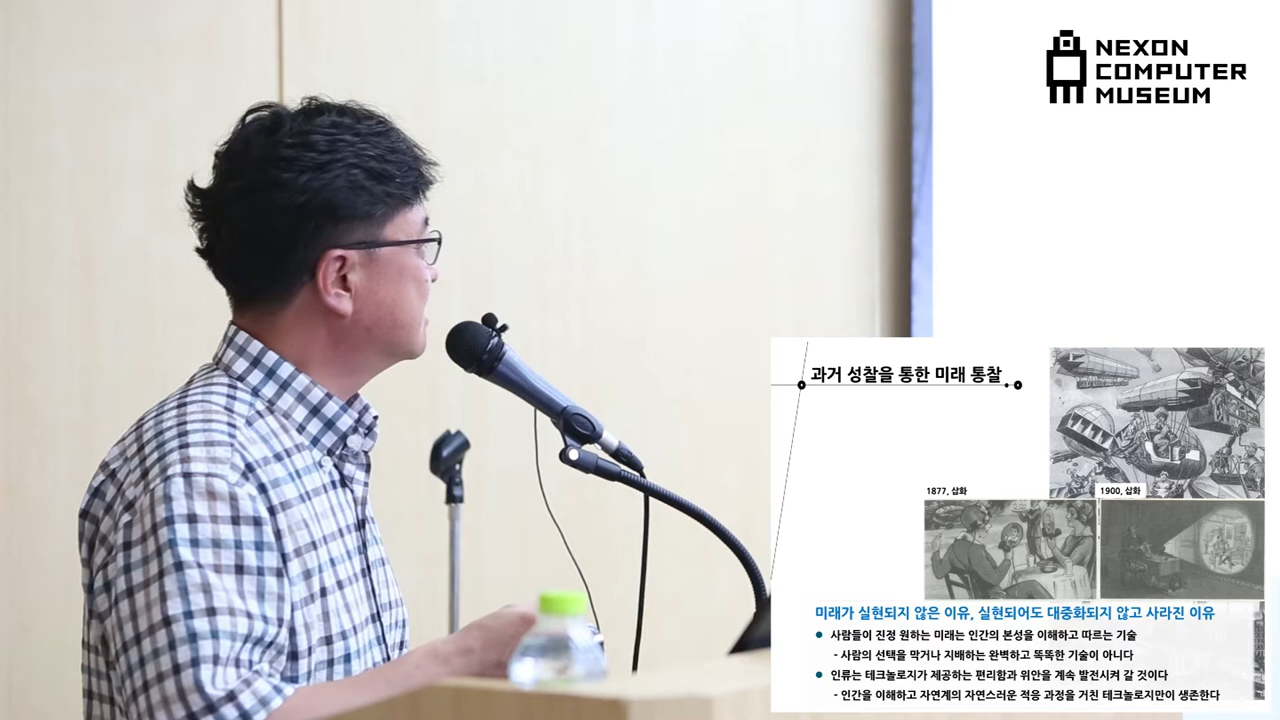 NEXON
COMPUTER
MUSEUM
과거 성찰을 통한 미래 통찰
1877, 삽화
1900, 삽화
미래가 실현되지 않은 이유, 실현되어도 대중화되지 않고 사라진 이유
사람들이 진정 원하는 미래는 인간의 본성을 이해하고 따르는 기술
- 사람의 선택을 막거나 지배하는 완벽하고 똑똑한 기술이 아니다
인류는 테크놀로지가 제공하는 편리함과 위안을 계속 발전시켜 갈 것이다
- 인간을 이해하고 자연계의 자연스러운 적응 과정을 거친 테크놀로지만이 생존한다